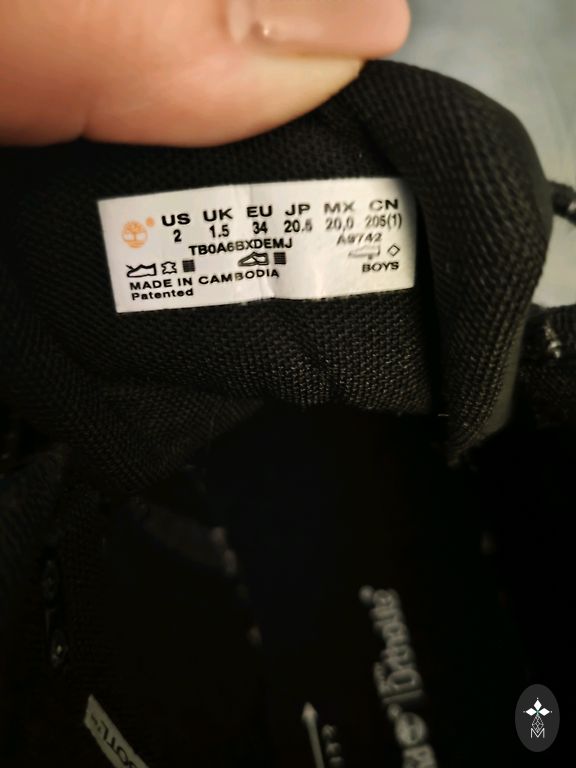 US UK EU JP MX CN
2 1.5 34 20.5 20.0 205(1)
TB0A6BXDEMJ A9742
MADE IN CAMBODIA BOYS
Patented
Ortholite
M